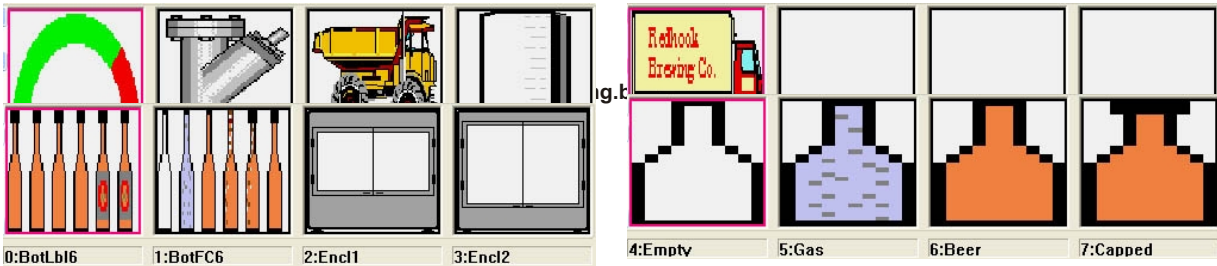 Redhook
Brewing Co.
ng.b
0:BotLbl6
1:BotFC6
2:Encl1
3:Encl2
4:Empty
5:Gas
6:Beer
7:Capped